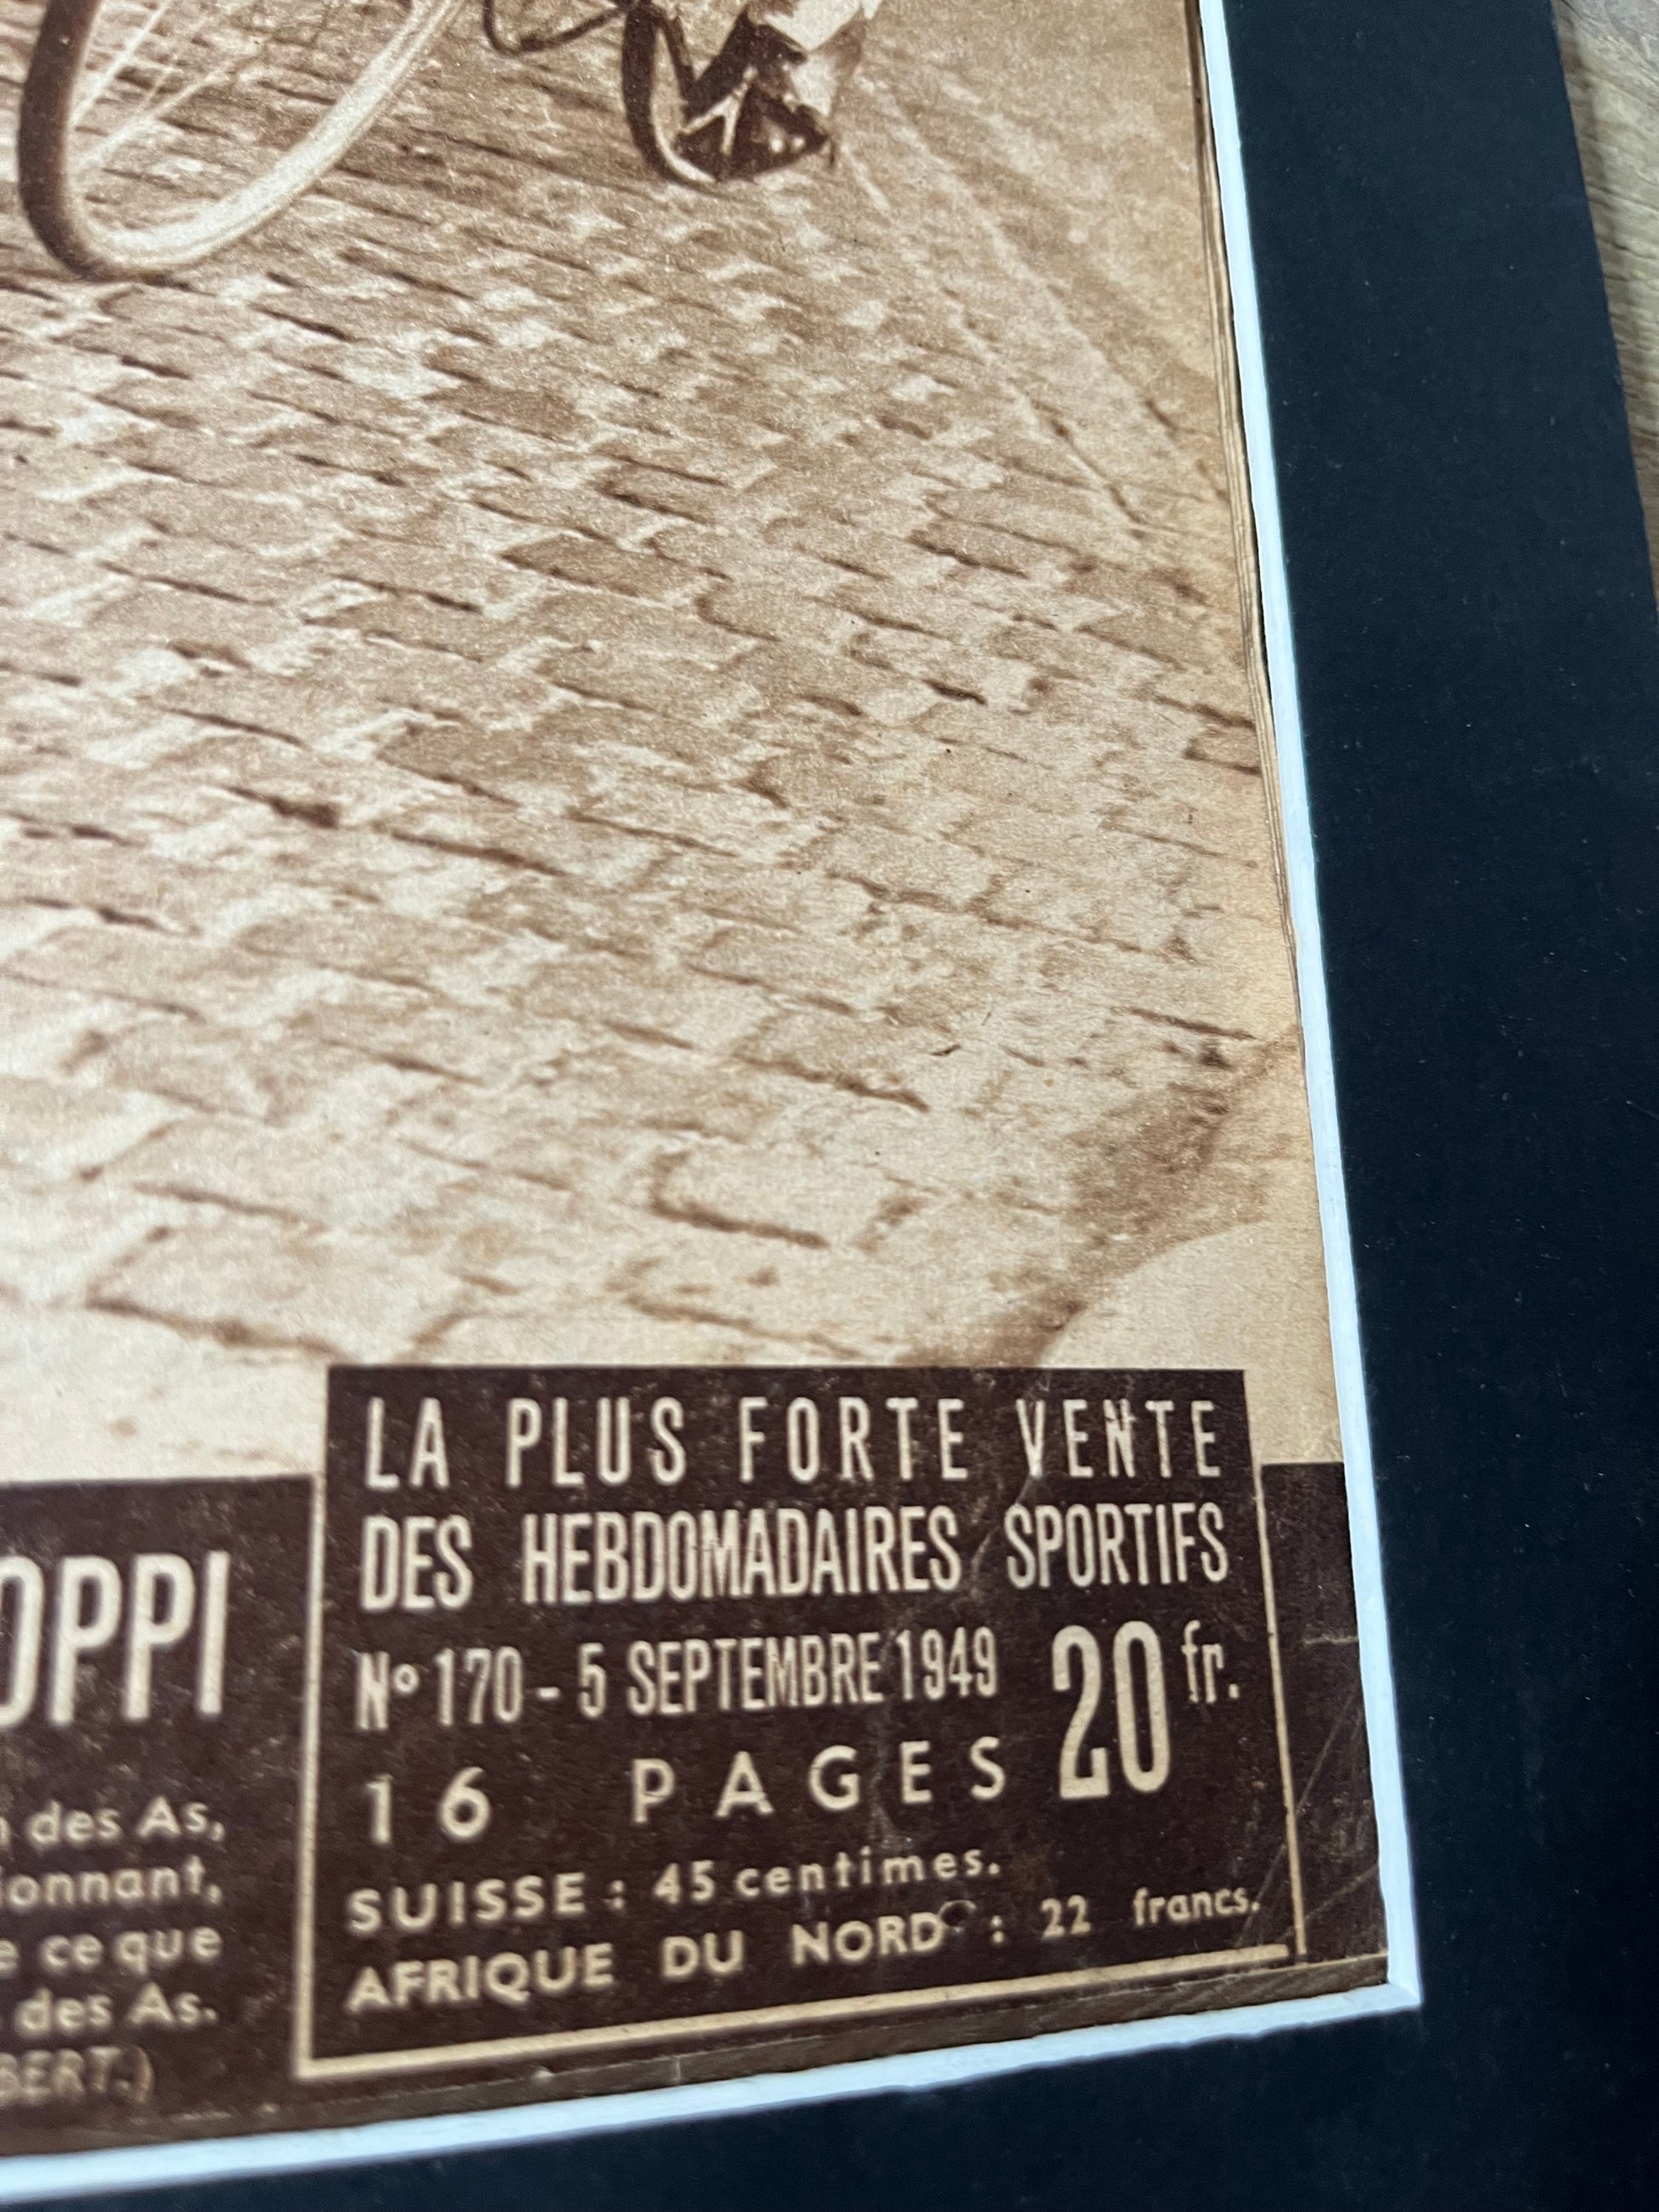 OPPI
des As,
ce que
des As.
LA PLUS FORTE VENTE
DES HEBDOMADAIRES SPORTIFS
Nº 170 - 5 SEPTEMBRE 1949 20 fr.
16 PAGES
SUISSE : 45 centimes.
AFRIQUE DU NORD : 22 francs.